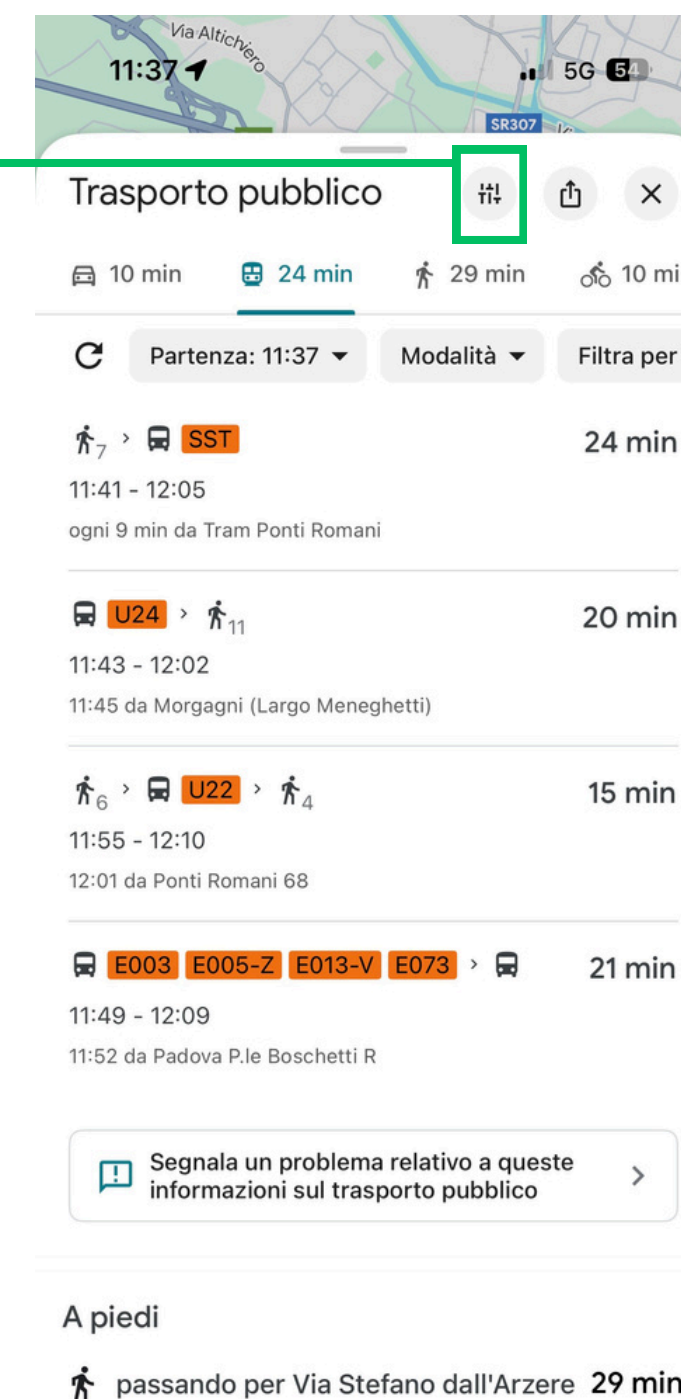 Via Altichiero
11:37 5G 54
SR307
Trasporto pubblico
10 min 24 min 29 min 10 mi
Partenza: 11:37 Modalità Filtra per
7 SST 24 min
11:41 - 12:05
ogni 9 min da Tram Ponti Romani
U24 11 20 min
11:43 - 12:02
11:45 da Morgagni (Largo Meneghetti)
6 U22 4 15 min
11:55 - 12:10
12:01 da Ponti Romani 68
E003 E005-Z E013-V E073 21 min
11:49 - 12:09
11:52 da Padova P.le Boschetti R
Segnala un problema relativo a queste
informazioni sul trasporto pubblico
A piedi
passando per Via Stefano dall'Arzere 29 min